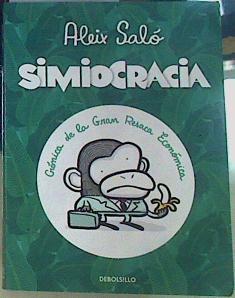 Aleix Saló
SIMIOCRACIA
Crónica de la Gran Resaca Económica
DEBOLSILLO